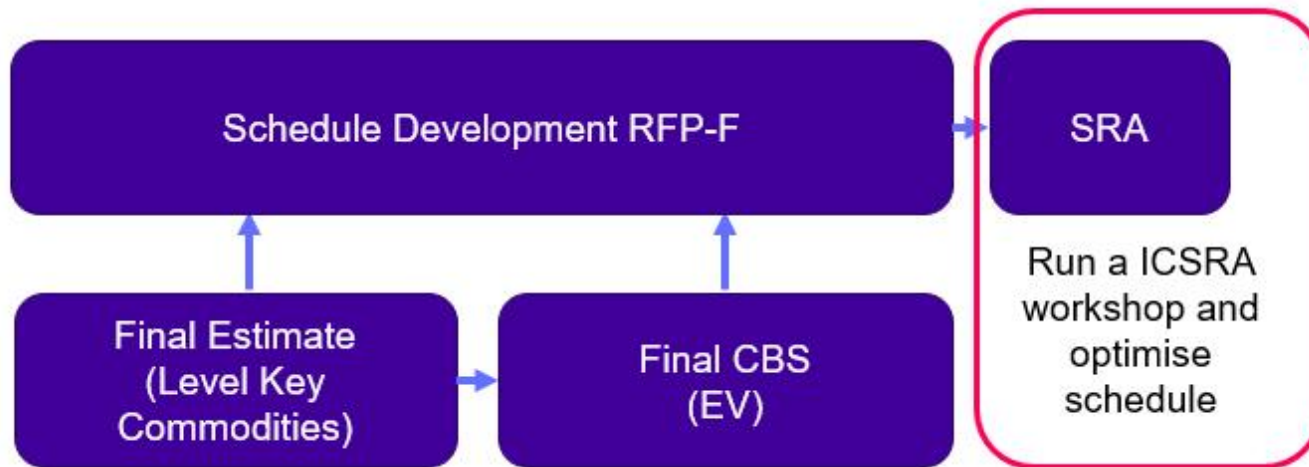 Schedule Development RFP-F
SRA
Final Estimate
(Level Key
Commodities)
Final CBS
(EV)
Run a ICSRA
workshop and
optimise
schedule